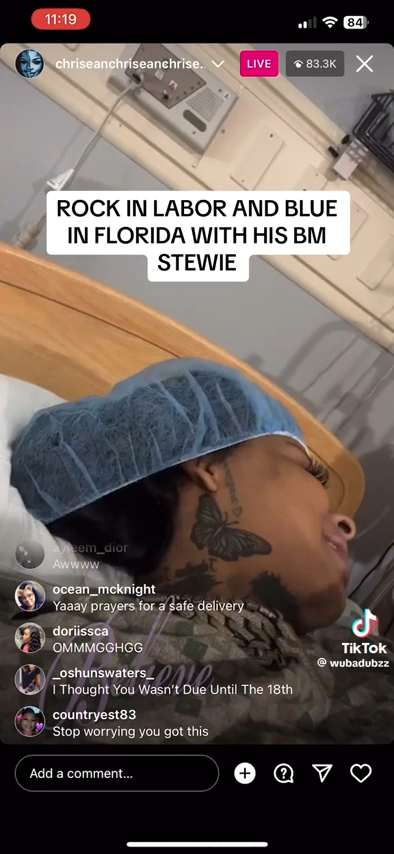 11:19
84
chriseanchriseanchrise..
LIVE
83.3K
ROCK IN LABOR AND BLUE
IN FLORIDA WITH HIS BM
STEWIE
Awwww
ocean_mcknight
Yaaay prayers for a safe delivery
doriissca
OMMMGGHGG
_oshunswaters_
I Thought You Wasn't Due Until The 18th
countryest83
Stop worrying you got this
TikTok
@ wubadubzz
Add a comment...